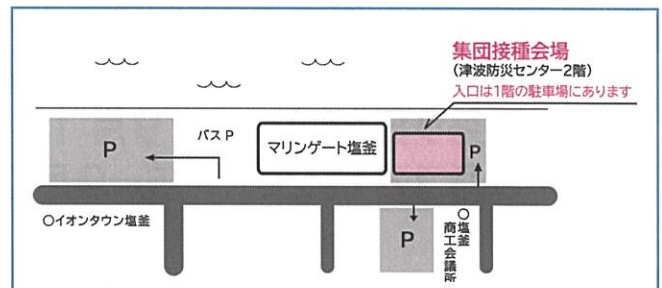 集団接種会場
(津波防災センター2階)
入口は1階の駐車場にあります
P
バス P
マリンゲート塩釜
P
○イオンタウン塩釜
P
○塩釜
商工会議所